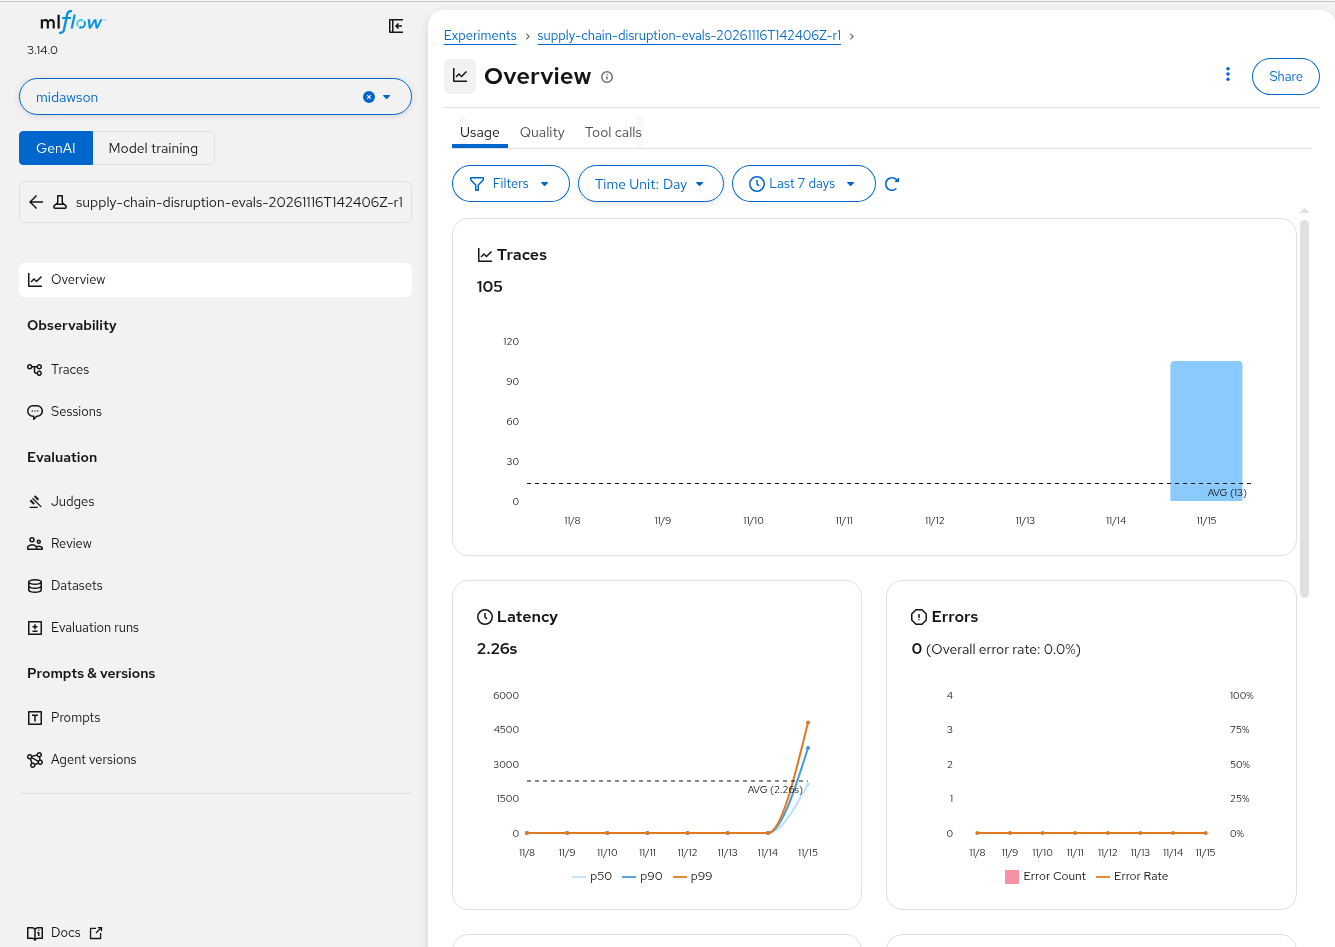 mlflow
3.14.0
midawson
GenAI
Model training
supply-chain-disruption-evals-20261116T142406Z-r1
Overview
Observability
Traces
Sessions
Evaluation
Judges
Review
Datasets
Evaluation runs
Prompts & versions
Prompts
Agent versions
Docs
Experiments > supply-chain-disruption-evals-20261116T142406Z-r1 >
Overview
Share
Usage Quality Tool calls
Filters Time Unit: Day Last 7 days
Traces
105
120
90
60
30
0
AVG (13)
11/8 11/9 11/10 11/11 11/12 11/13 11/14 11/15
Latency
2.26s
6000
4500
3000
1500
0
AVG (2.26s)
11/8 11/9 11/10 11/11 11/12 11/13 11/14 11/15
p50 p90 p99
Errors
0 (Overall error rate: 0.0%)
4 100%
3 75%
2 50%
1 25%
0 0%
11/8 11/9 11/10 11/11 11/12 11/13 11/14 11/15
Error Count Error Rate